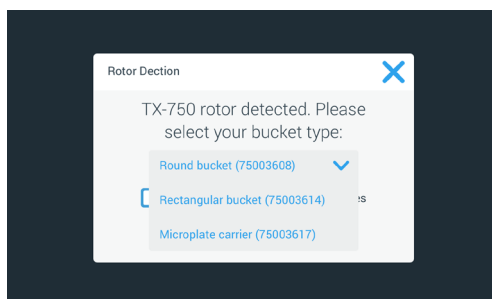 Rotor Dection
TX-750 rotor detected. Please
select your bucket type:
Round bucket (75003608)
Rectangular bucket (75003614)
Microplate carrier (75003617)